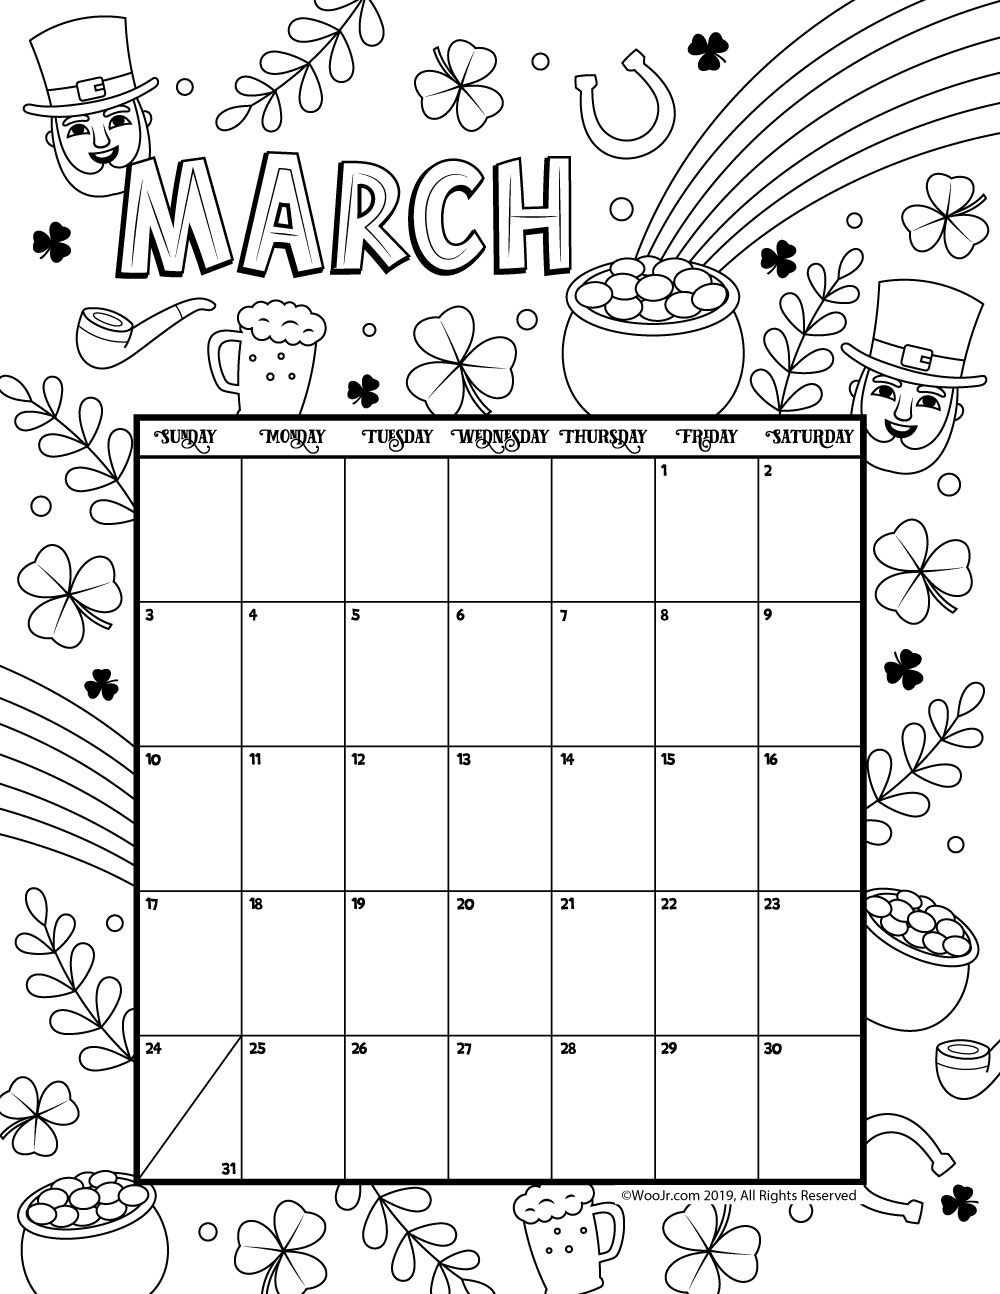 MARCH
SUNDAY MONDAY TUESDAY WEDNESDAY THURSDAY FRIDAY SATURDAY
1 2
3 4 5 6 7 8 9
10 11 12 13 14 15 16
17 18 19 20 21 22 23
24 25 26 27 28 29 30
31
©WooJr.com 2019, All Rights Reserved